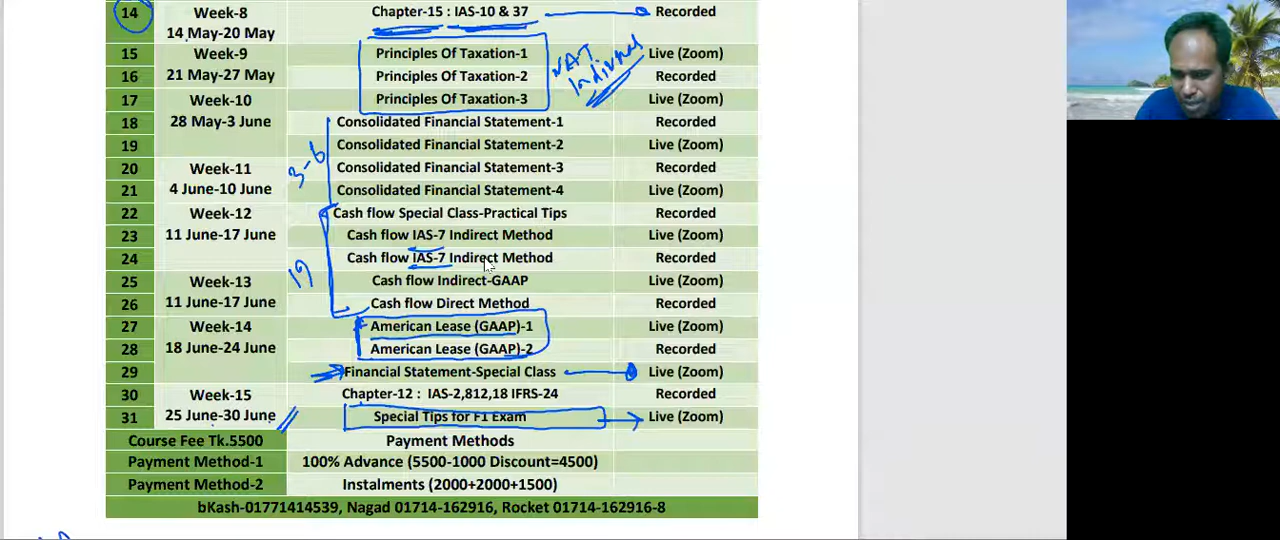 14 Week-8 Chapter-15 : IAS-10 & 37 Recorded
14 May-20 May
15 Week-9 Principles Of Taxation-1 Live (Zoom)
16 21 May-27 May Principles Of Taxation-2 Recorded
17 Week-10 Principles Of Taxation-3 Live (Zoom)
VAT
18 28 May-3 June Consolidated Financial Statement-1 Recorded
19 Consolidated Financial Statement-2 Live (Zoom)
3-6
20 Week-11 Consolidated Financial Statement-3 Recorded
21 4 June-10 June Consolidated Financial Statement-4 Live (Zoom)
22 Week-12 Cash flow Special Class-Practical Tips Recorded
23 11 June-17 June Cash flow IAS-7 Indirect Method Live (Zoom)
24 Cash flow IAS-7 Indirect Method Recorded
25 Week-13 Cash flow Indirect-GAAP Live (Zoom)
26 11 June-17 June Cash flow Direct Method Recorded
27 Week-14 American Lease (GAAP)-1 Live (Zoom)
28 18 June-24 June American Lease (GAAP)-2 Recorded
29 Financial Statement-Special Class Live (Zoom)
30 Week-15 Chapter-12 : IAS-2,812,18 IFRS-24 Recorded
31 25 June-30 June Special Tips for F1 Exam Live (Zoom)
Course Fee Tk.5500 Payment Methods
Payment Method-1 100% Advance (5500-1000 Discount=4500)
Payment Method-2 Instalments (2000+2000+1500)
bKash-01771414539, Nagad 01714-162916, Rocket 01714-162916-8